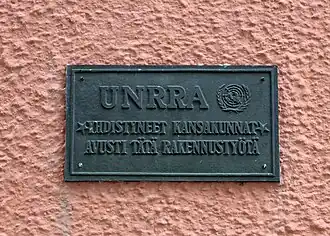 UNRRA
YHDISTYNEET KANSAKUNNAT
AVUSTI TÄTÄ RAKENNUSTYÖTÄ